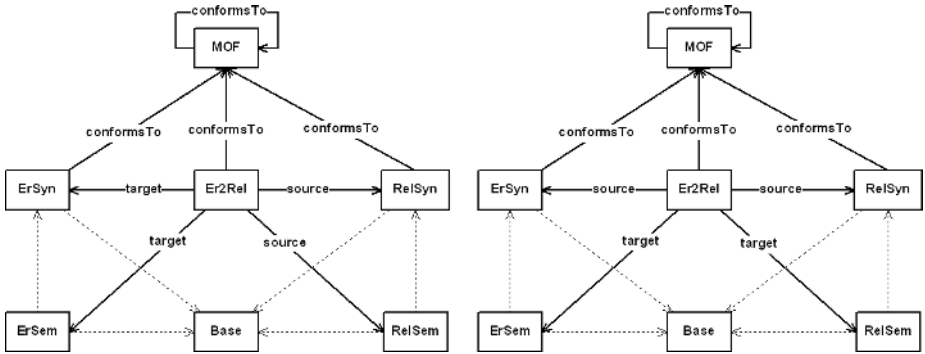 conformsTo conformsTo
MOF MOF
conformsTo conformsTo conformsTo conformsTo conformsTo conformsTo
ErSyn target Er2Rel source RelSyn ErSyn source Er2Rel source RelSyn
target source target target
ErSem Base RelSem ErSem Base RelSem